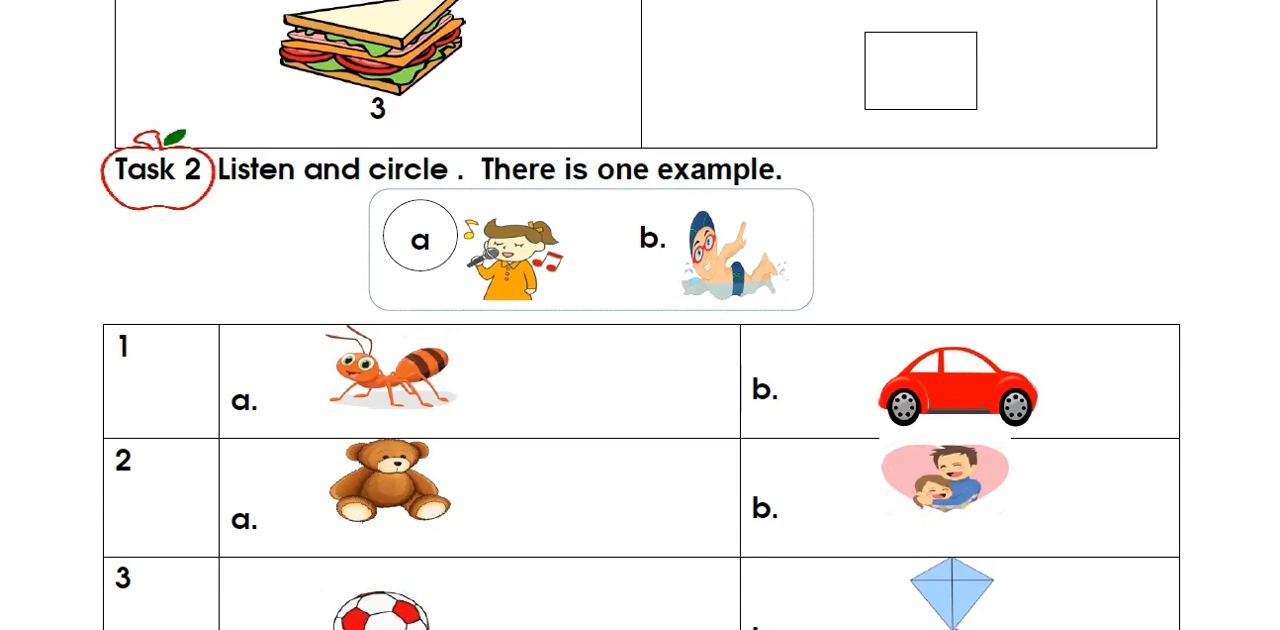 3
Task 2 Listen and circle . There is one example.
a b.
1 a. b.
2 a. b.
3